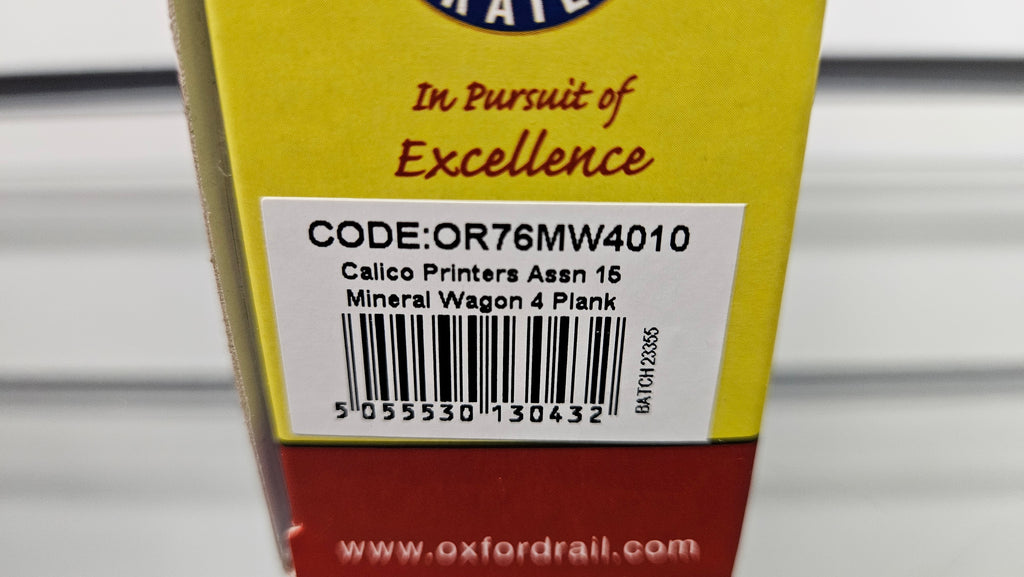 In Pursuit of
Excellence
CODE:OR76MW4010
Calico Printers Assn 15
Mineral Wagon 4 Plank
BATCH 23355
5 055530 130432
www.oxfordrail.com